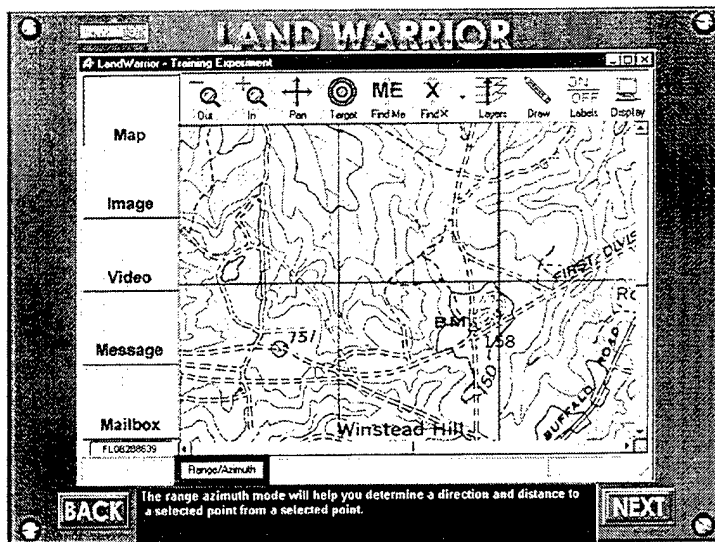 LAND WARRIOR
LandWarrior - Training Experiment
Out In Pan Target Find Me Find X Layers Draw Labels Display
ME X ON OFF
Map
Image
Video
Message
Mailbox
FIRST DIVIS
BM
158
751
150
BUFFALO ROAD
Winstead Hill
Range/Azimuth
BACK
The range azimuth mode will help you determine a direction and distance to
a selected point from a selected point.
NEXT